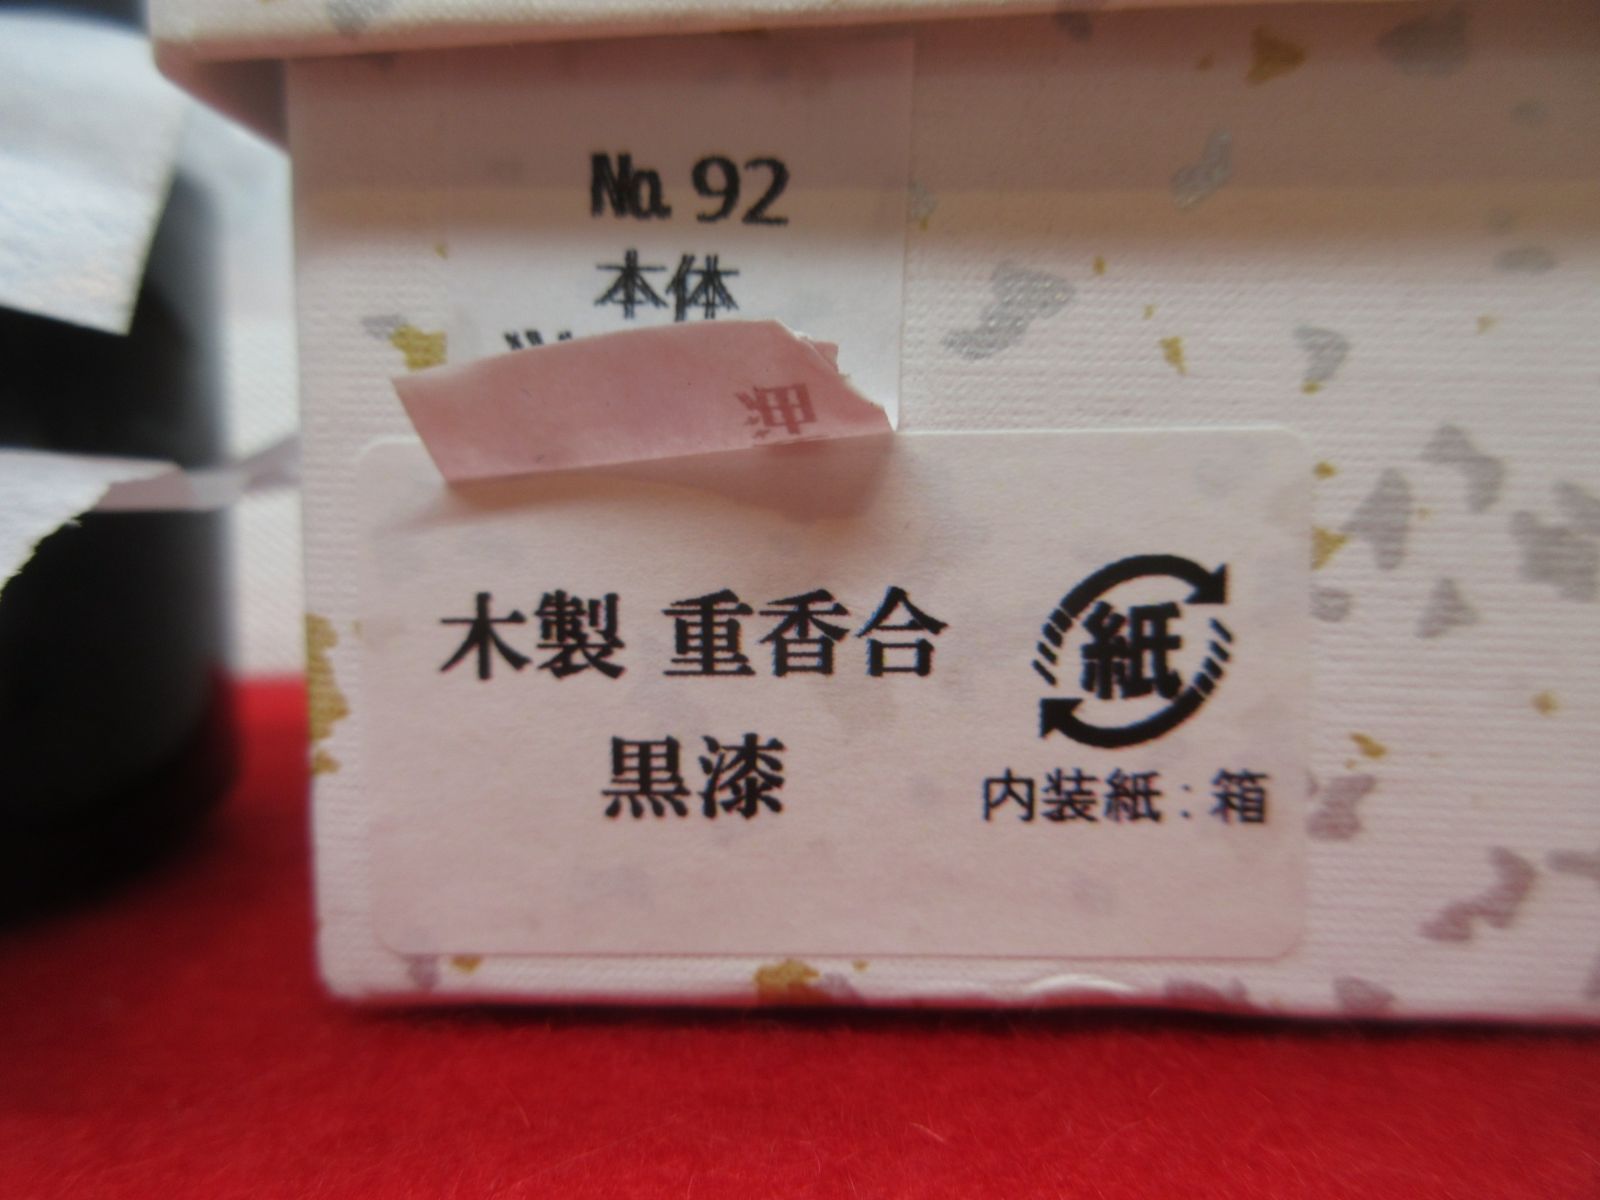 No. 92
本体
木製 重香合
黒漆
紙
内装紙:箱